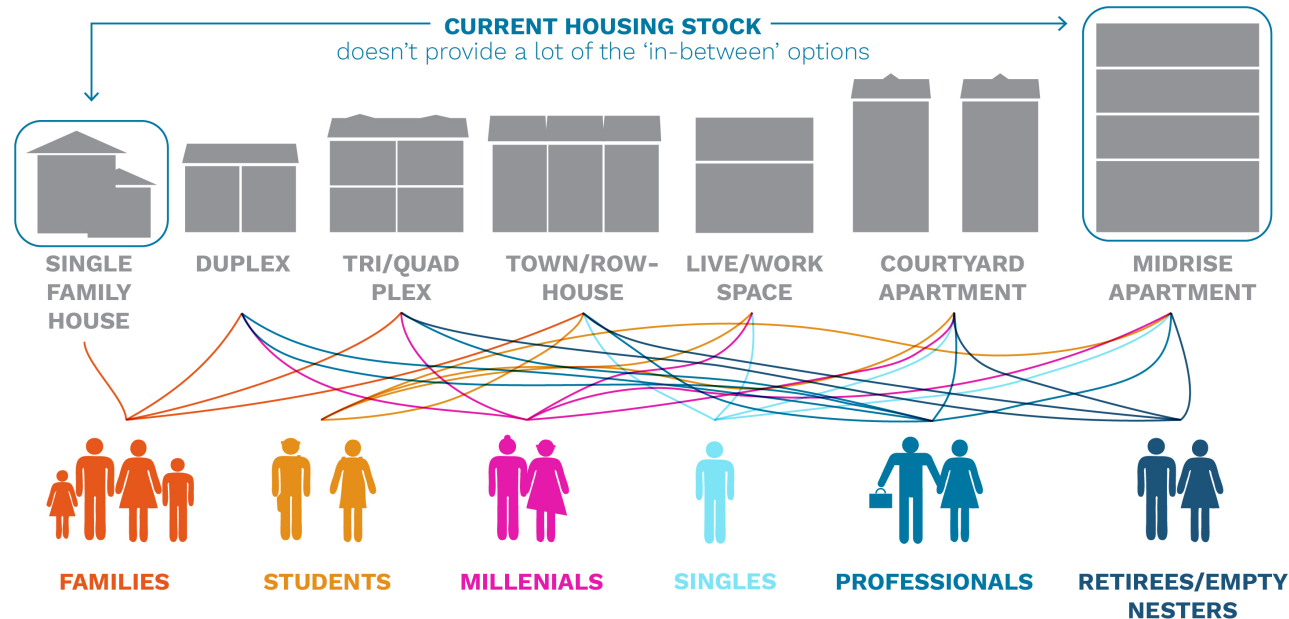 CURRENT HOUSING STOCK
doesn’t provide a lot of the ‘in-between’ options
SINGLE
FAMILY
HOUSE
DUPLEX
TRI/QUAD
PLEX
TOWN/ROW-
HOUSE
LIVE/WORK
SPACE
COURTYARD
APARTMENT
MIDRISE
APARTMENT
FAMILIES
STUDENTS
MILLENIALS
SINGLES
PROFESSIONALS
RETIREES/EMPTY
NESTERS